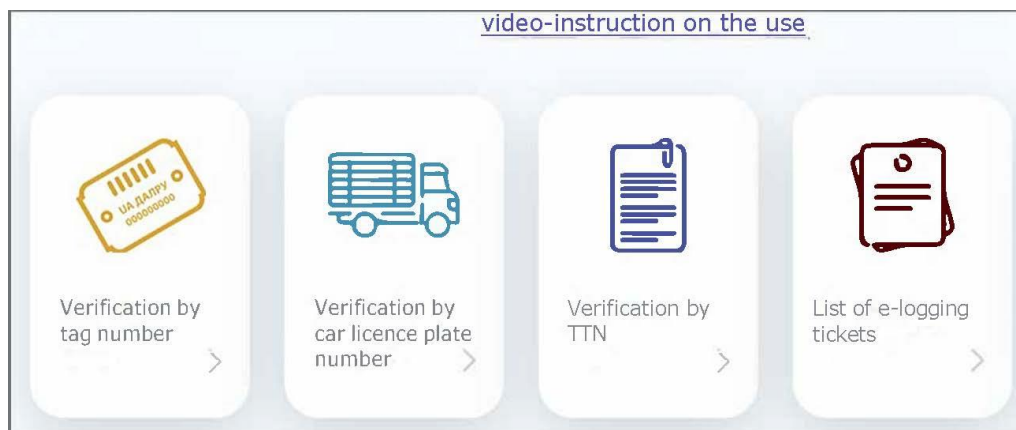 video-instruction on the use
UA ДАЛРУ
000000000
Verification by
tag number
Verification by
car licence plate
number
Verification by
TTN
List of e-logging
tickets